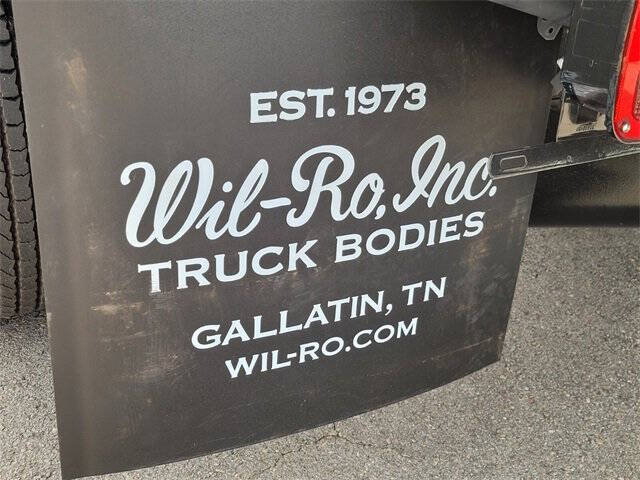 EST. 1973
Wil-Ro, Inc.
TRUCK BODIES
GALLATIN, TN
WIL-RO.COM